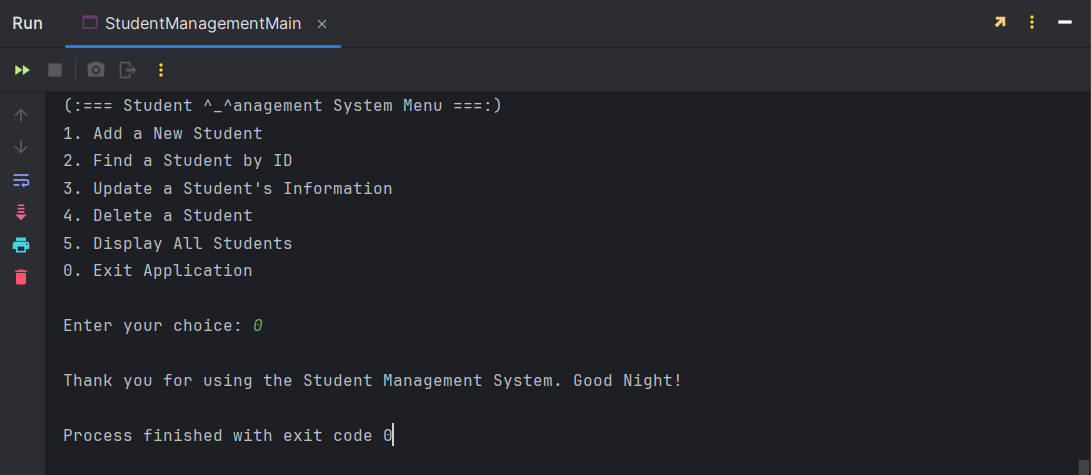 Run StudentManagementMain
(:=== Student ^_^anagement System Menu ===:)
1. Add a New Student
2. Find a Student by ID
3. Update a Student's Information
4. Delete a Student
5. Display All Students
0. Exit Application
Enter your choice: 0
Thank you for using the Student Management System. Good Night!
Process finished with exit code 0